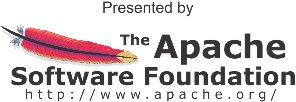 Presented by
The Apache
Software Foundation
http://www.apache.org/